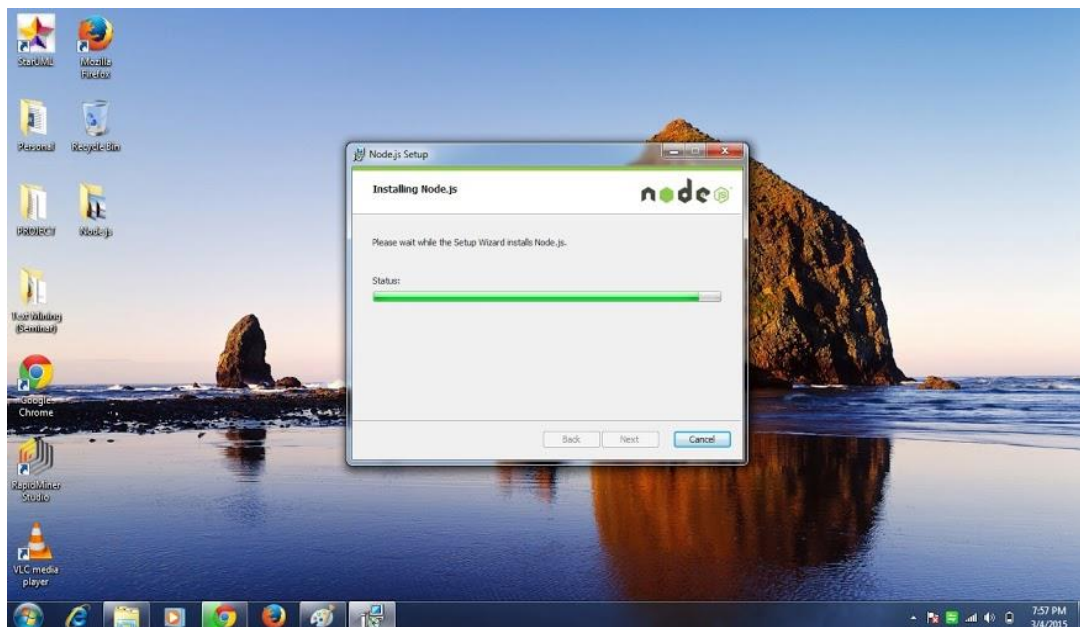 StarUML
Mozilla
Firefox
Personal
Recycle Bin
PROJECT
Node-js
Text Mining
(Seminar)
Google
Chrome
RapidMiner
Studio
VLC media
player
Node.js Setup
Installing Node.js
node
JS
Please wait while the Setup Wizard installs Node.js.
Status:
Back
Next
Cancel
7:57 PM
3/4/2015